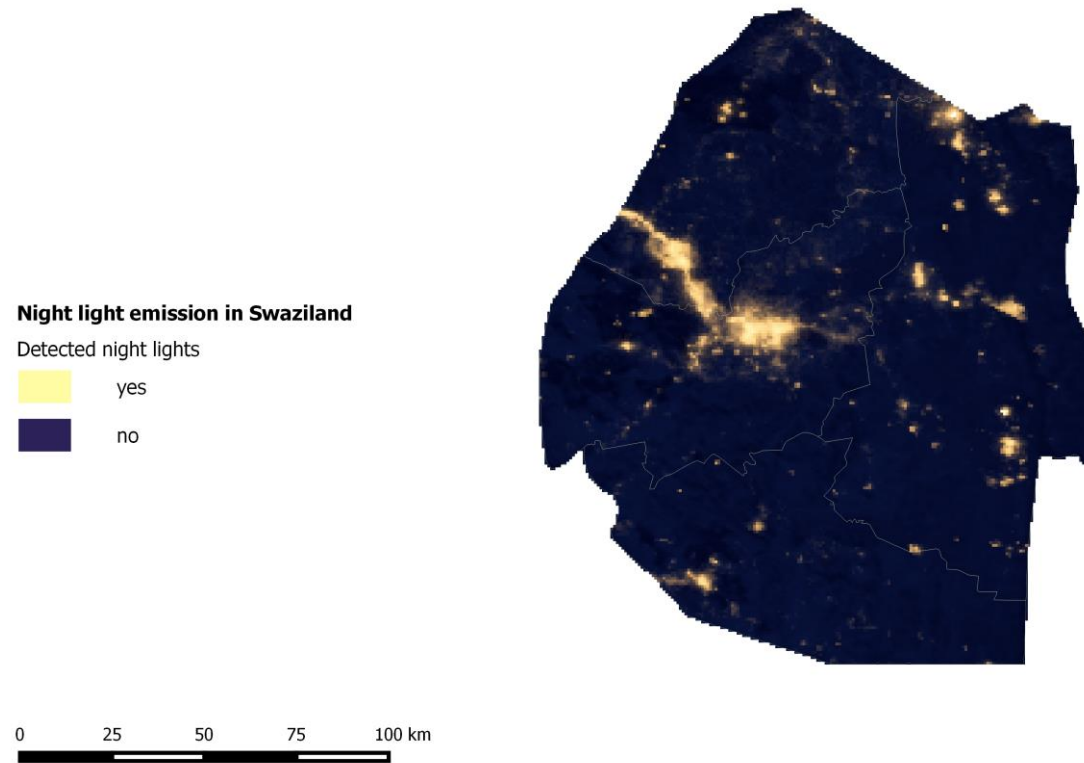 Night light emission in Swaziland
Detected night lights
yes
no
0 25 50 75 100 km